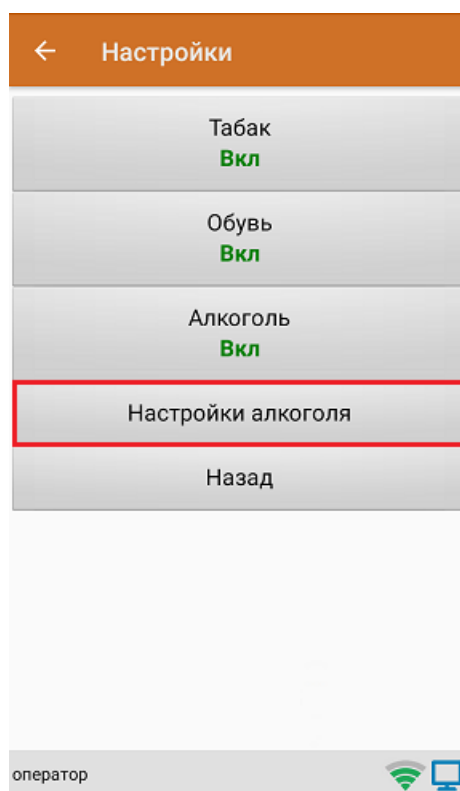 Настройки
Табак
Вкл
Обувь
Вкл
Алкоголь
Вкл
Настройки алкоголя
Назад
оператор